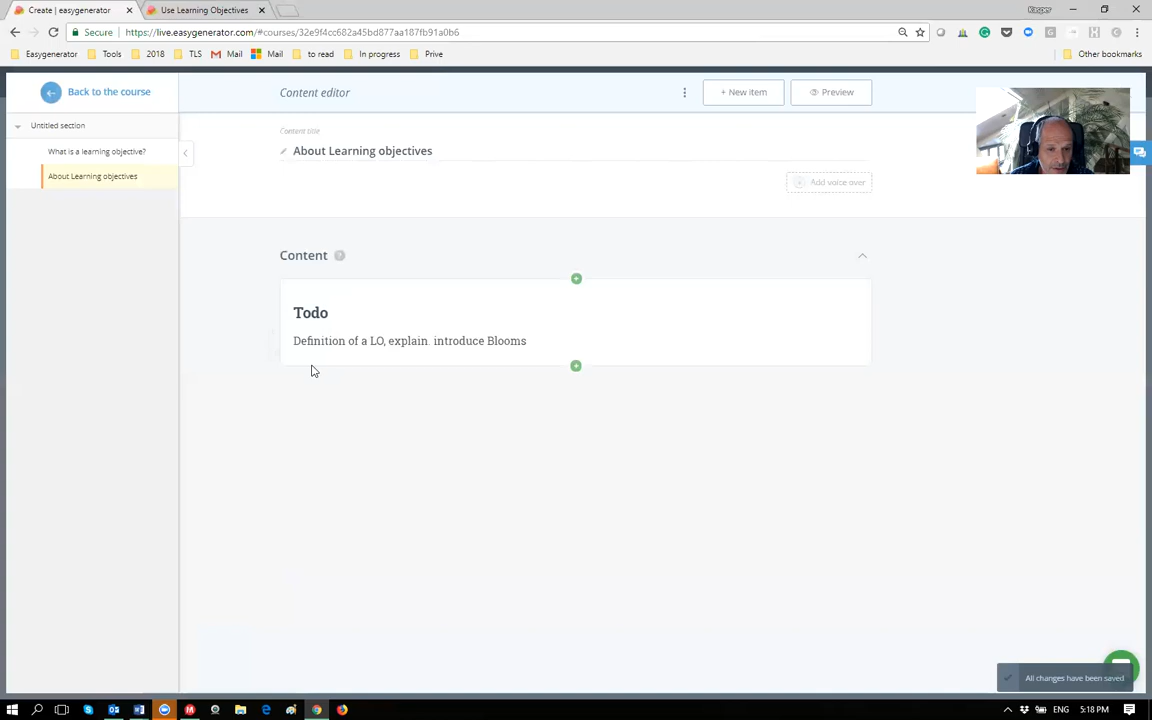 Create | easygenerator
Use Learning Objectives
Kasper
Secure
https://live.easygenerator.com/#courses/32e9f4cc682a45bd877aa187fb91a0b6
Easygenerator
Tools
2018
TLS
Mail
Mail
to read
In progress
Prive
Other bookmarks
Back to the course
Content editor
+ New item
Preview
Untitled section
What is a learning objective?
About Learning objectives
Content title
About Learning objectives
Add voice over
Content ?
Todo
Definition of a LO, explain. introduce Blooms
All changes have been saved
ENG
5:18 PM